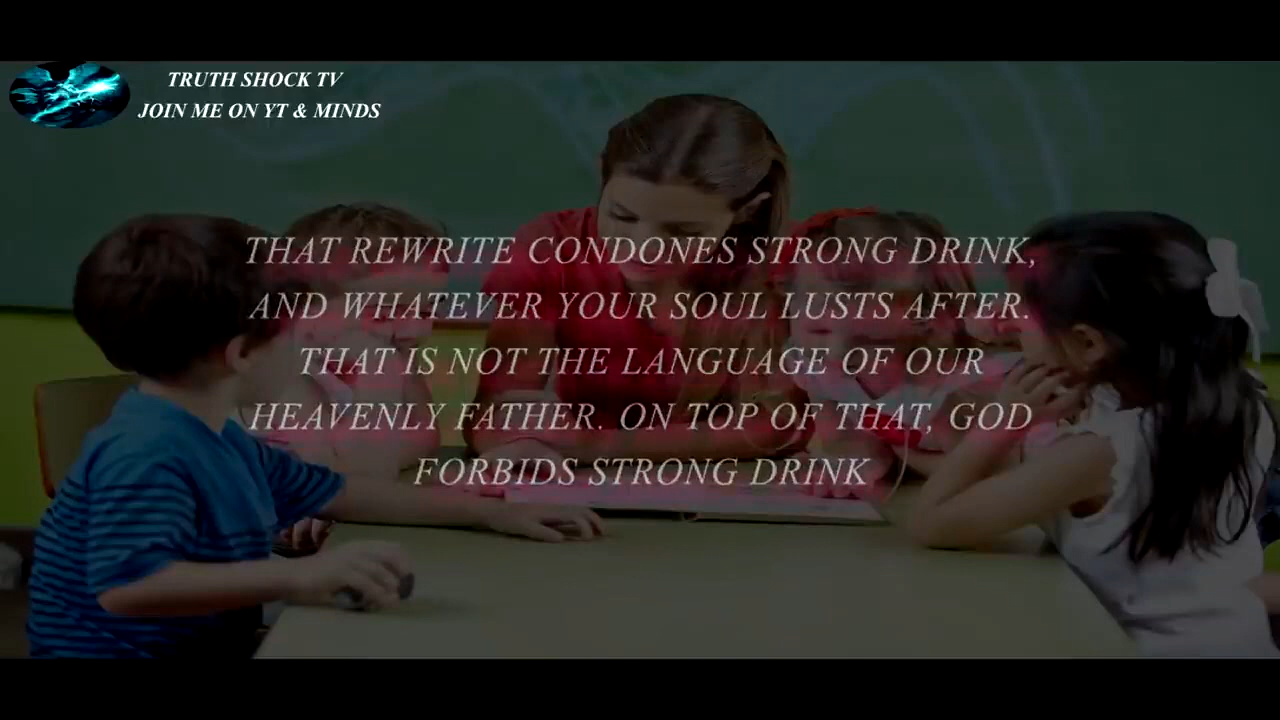 TRUTH SHOCK TV
JOIN ME ON YT & MINDS
THAT REWRITE CONDONES STRONG DRINK,
AND WHATEVER YOUR SOUL LUSTS AFTER.
THAT IS NOT THE LANGUAGE OF OUR
HEAVENLY FATHER. ON TOP OF THAT, GOD
FORBIDS STRONG DRINK